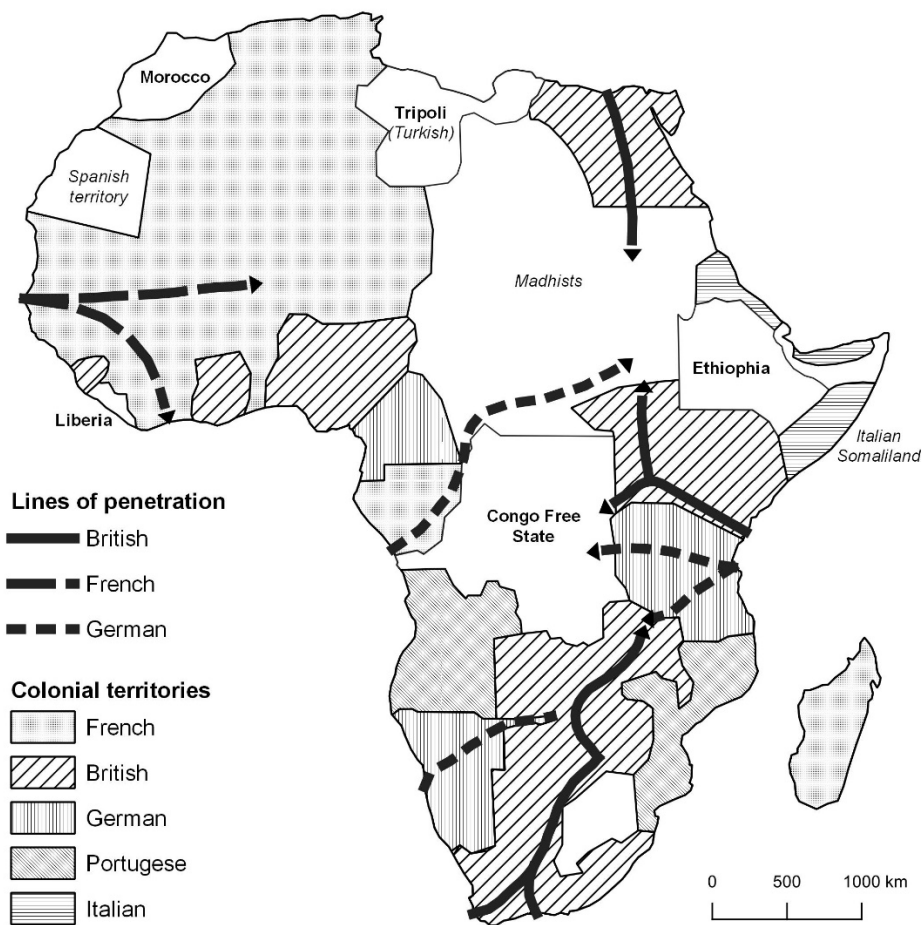 Morocco
Tripoli
(Turkish)
Spanish
territory
Madhists
Ethiophia
Liberia
Italian
Somaliland
Congo Free
State
Lines of penetration
British
French
German
Colonial territories
French
British
German
Portugese
Italian
0 500 1000 km